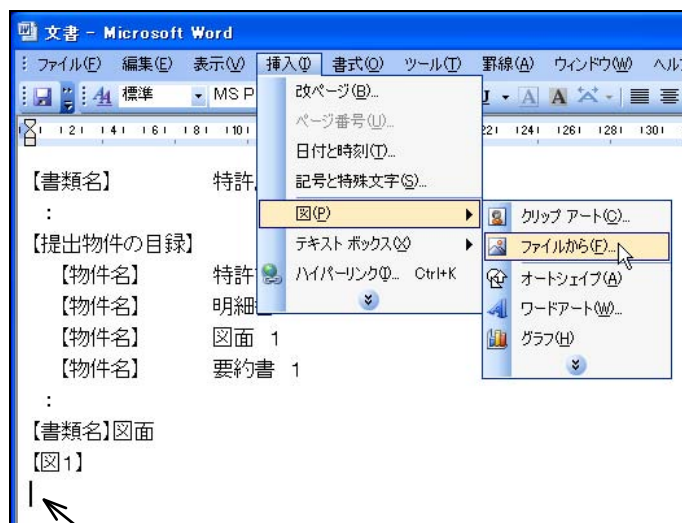 文書 - Microsoft Word
ファイル(F) 編集(E) 表示(V) 挿入(I) 書式(O) ツール(T) 罫線(A) ウィンドウ(W)
標準 MS P
改ページ(B)...
ページ番号(U)...
日付と時刻(T)...
記号と特殊文字(S)...
図(P)
テキスト ボックス(X)
ハイパーリンク(I)... Ctrl+K
クリップ アート(C)...
ファイルから(F)...
オートシェイプ(A)
ワードアート(W)...
グラフ(H)
【書類名】 特許
:
【提出物件の目録】
【物件名】 特許
【物件名】 明細
【物件名】 図面 1
【物件名】 要約書 1
:
【書類名】図面
【図1】